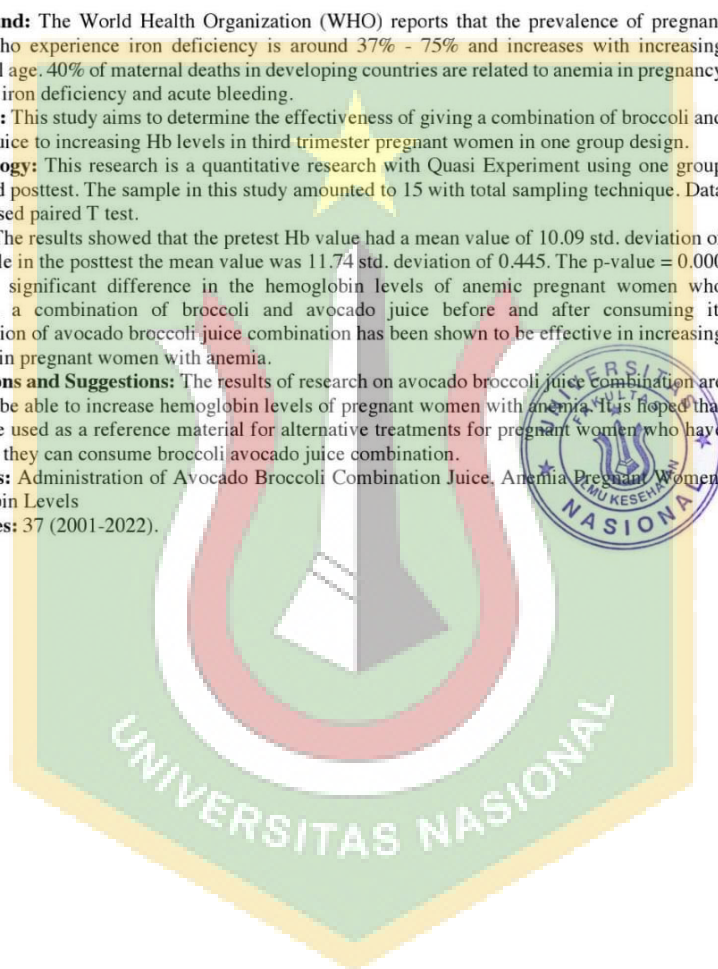 nd: The World Health Organization (WHO) reports that the prevalence of pregnant
ho experience iron deficiency is around 37% - 75% and increases with increasing
l age. 40% of maternal deaths in developing countries are related to anemia in pregnancy
iron deficiency and acute bleeding.
: This study aims to determine the effectiveness of giving a combination of broccoli and
uice to increasing Hb levels in third trimester pregnant women in one group design.
ogy: This research is a quantitative research with Quasi Experiment using one group
d posttest. The sample in this study amounted to 15 with total sampling technique. Data
sed paired T test.
The results showed that the pretest Hb value had a mean value of 10.09 std. deviation of
le in the posttest the mean value was 11.74 std. deviation of 0.445. The p-value = 0.000
significant difference in the hemoglobin levels of anemic pregnant women who
a combination of broccoli and avocado juice before and after consuming it.
ion of avocado broccoli juice combination has been shown to be effective in increasing
in pregnant women with anemia.
ons and Suggestions: The results of research on avocado broccoli juice combination are
be able to increase hemoglobin levels of pregnant women with anemia. It is hoped that
e used as a reference material for alternative treatments for pregnant women who have
they can consume broccoli avocado juice combination.
s: Administration of Avocado Broccoli Combination Juice, Anemia Pregnant Women,
bin Levels
es: 37 (2001-2022).
UNIVERSITAS
FAKULTAS
ILMU KESEHATAN
NASIONAL
UNIVERSITAS NASIONAL